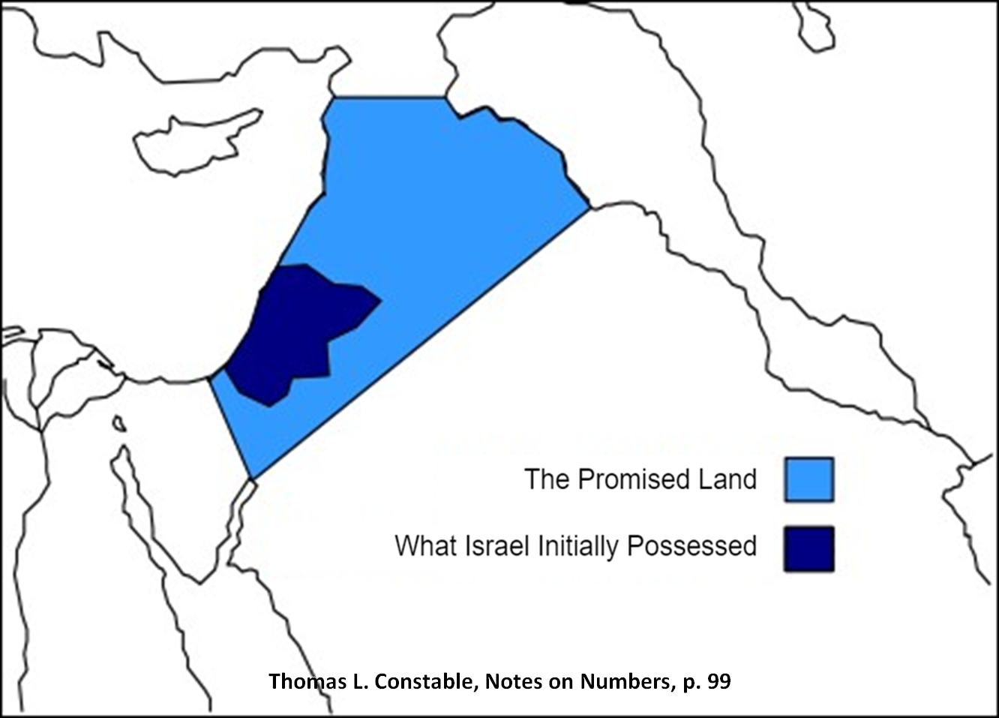 The Promised Land
What Israel Initially Possessed
Thomas L. Constable, Notes on Numbers, p. 99